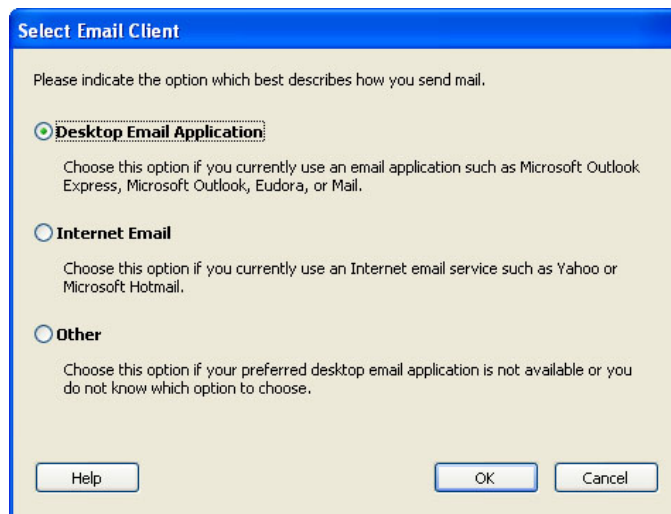 Select Email Client
Please indicate the option which best describes how you send mail.
Desktop Email Application
Choose this option if you currently use an email application such as Microsoft Outlook
Express, Microsoft Outlook, Eudora, or Mail.
Internet Email
Choose this option if you currently use an Internet email service such as Yahoo or
Microsoft Hotmail.
Other
Choose this option if your preferred desktop email application is not available or you
do not know which option to choose.
Help
OK
Cancel